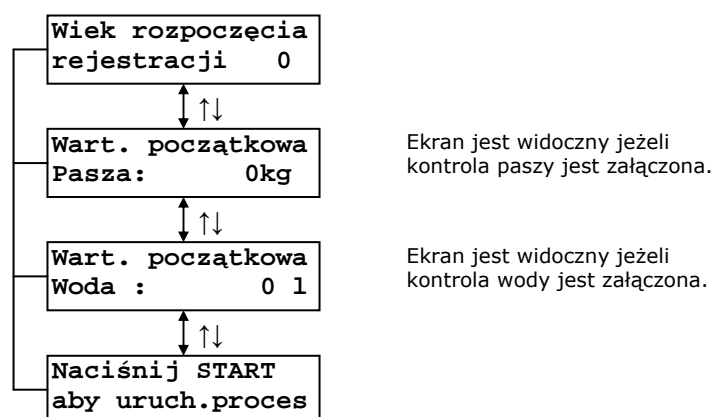 Wiek rozpoczęcia
rejestracji 0
↑↓
Wart. początkowa
Pasza: 0kg
Ekran jest widoczny jeżeli
kontrola paszy jest załączona.
↑↓
Wart. początkowa
Woda : 0 l
Ekran jest widoczny jeżeli
kontrola wody jest załączona.
↑↓
Naciśnij START
aby uruch.proces